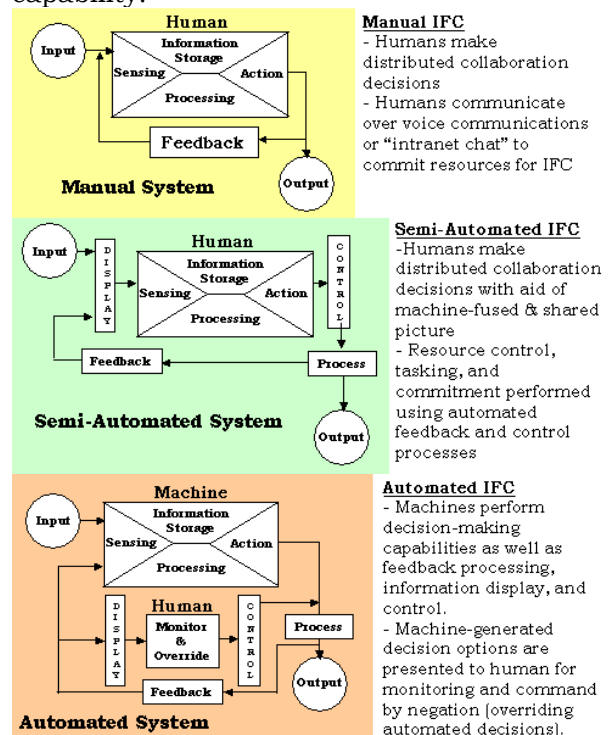 capability.
Human
Input
Information
Storage
Sensing
Action
Processing
Feedback
Output
Manual System
Manual IFC
- Humans make
distributed collaboration
decisions
- Humans communicate
over voice communications
or “intranet chat” to
commit resources for IFC
Human
Input
DISPLAY
Information
Storage
Sensing
Action
Processing
CONTROL
Feedback
Process
Semi-Automated System
Output
Semi-Automated IFC
-Humans make
distributed collaboration
decisions with aid of
machine-fused & shared
picture
- Resource control,
tasking, and
commitment performed
using automated
feedback and control
processes
Machine
Input
Information
Storage
Sensing
Action
Processing
Human
DISPLAY
Monitor
&
Override
CONTROL
Process
Feedback
Output
Automated System
Automated IFC
- Machines perform
decision-making
capabilities as well as
feedback processing,
information display, and
control.
- Machine-generated
decision options are
presented to human for
monitoring and command
by negation (overriding
automated decisions).